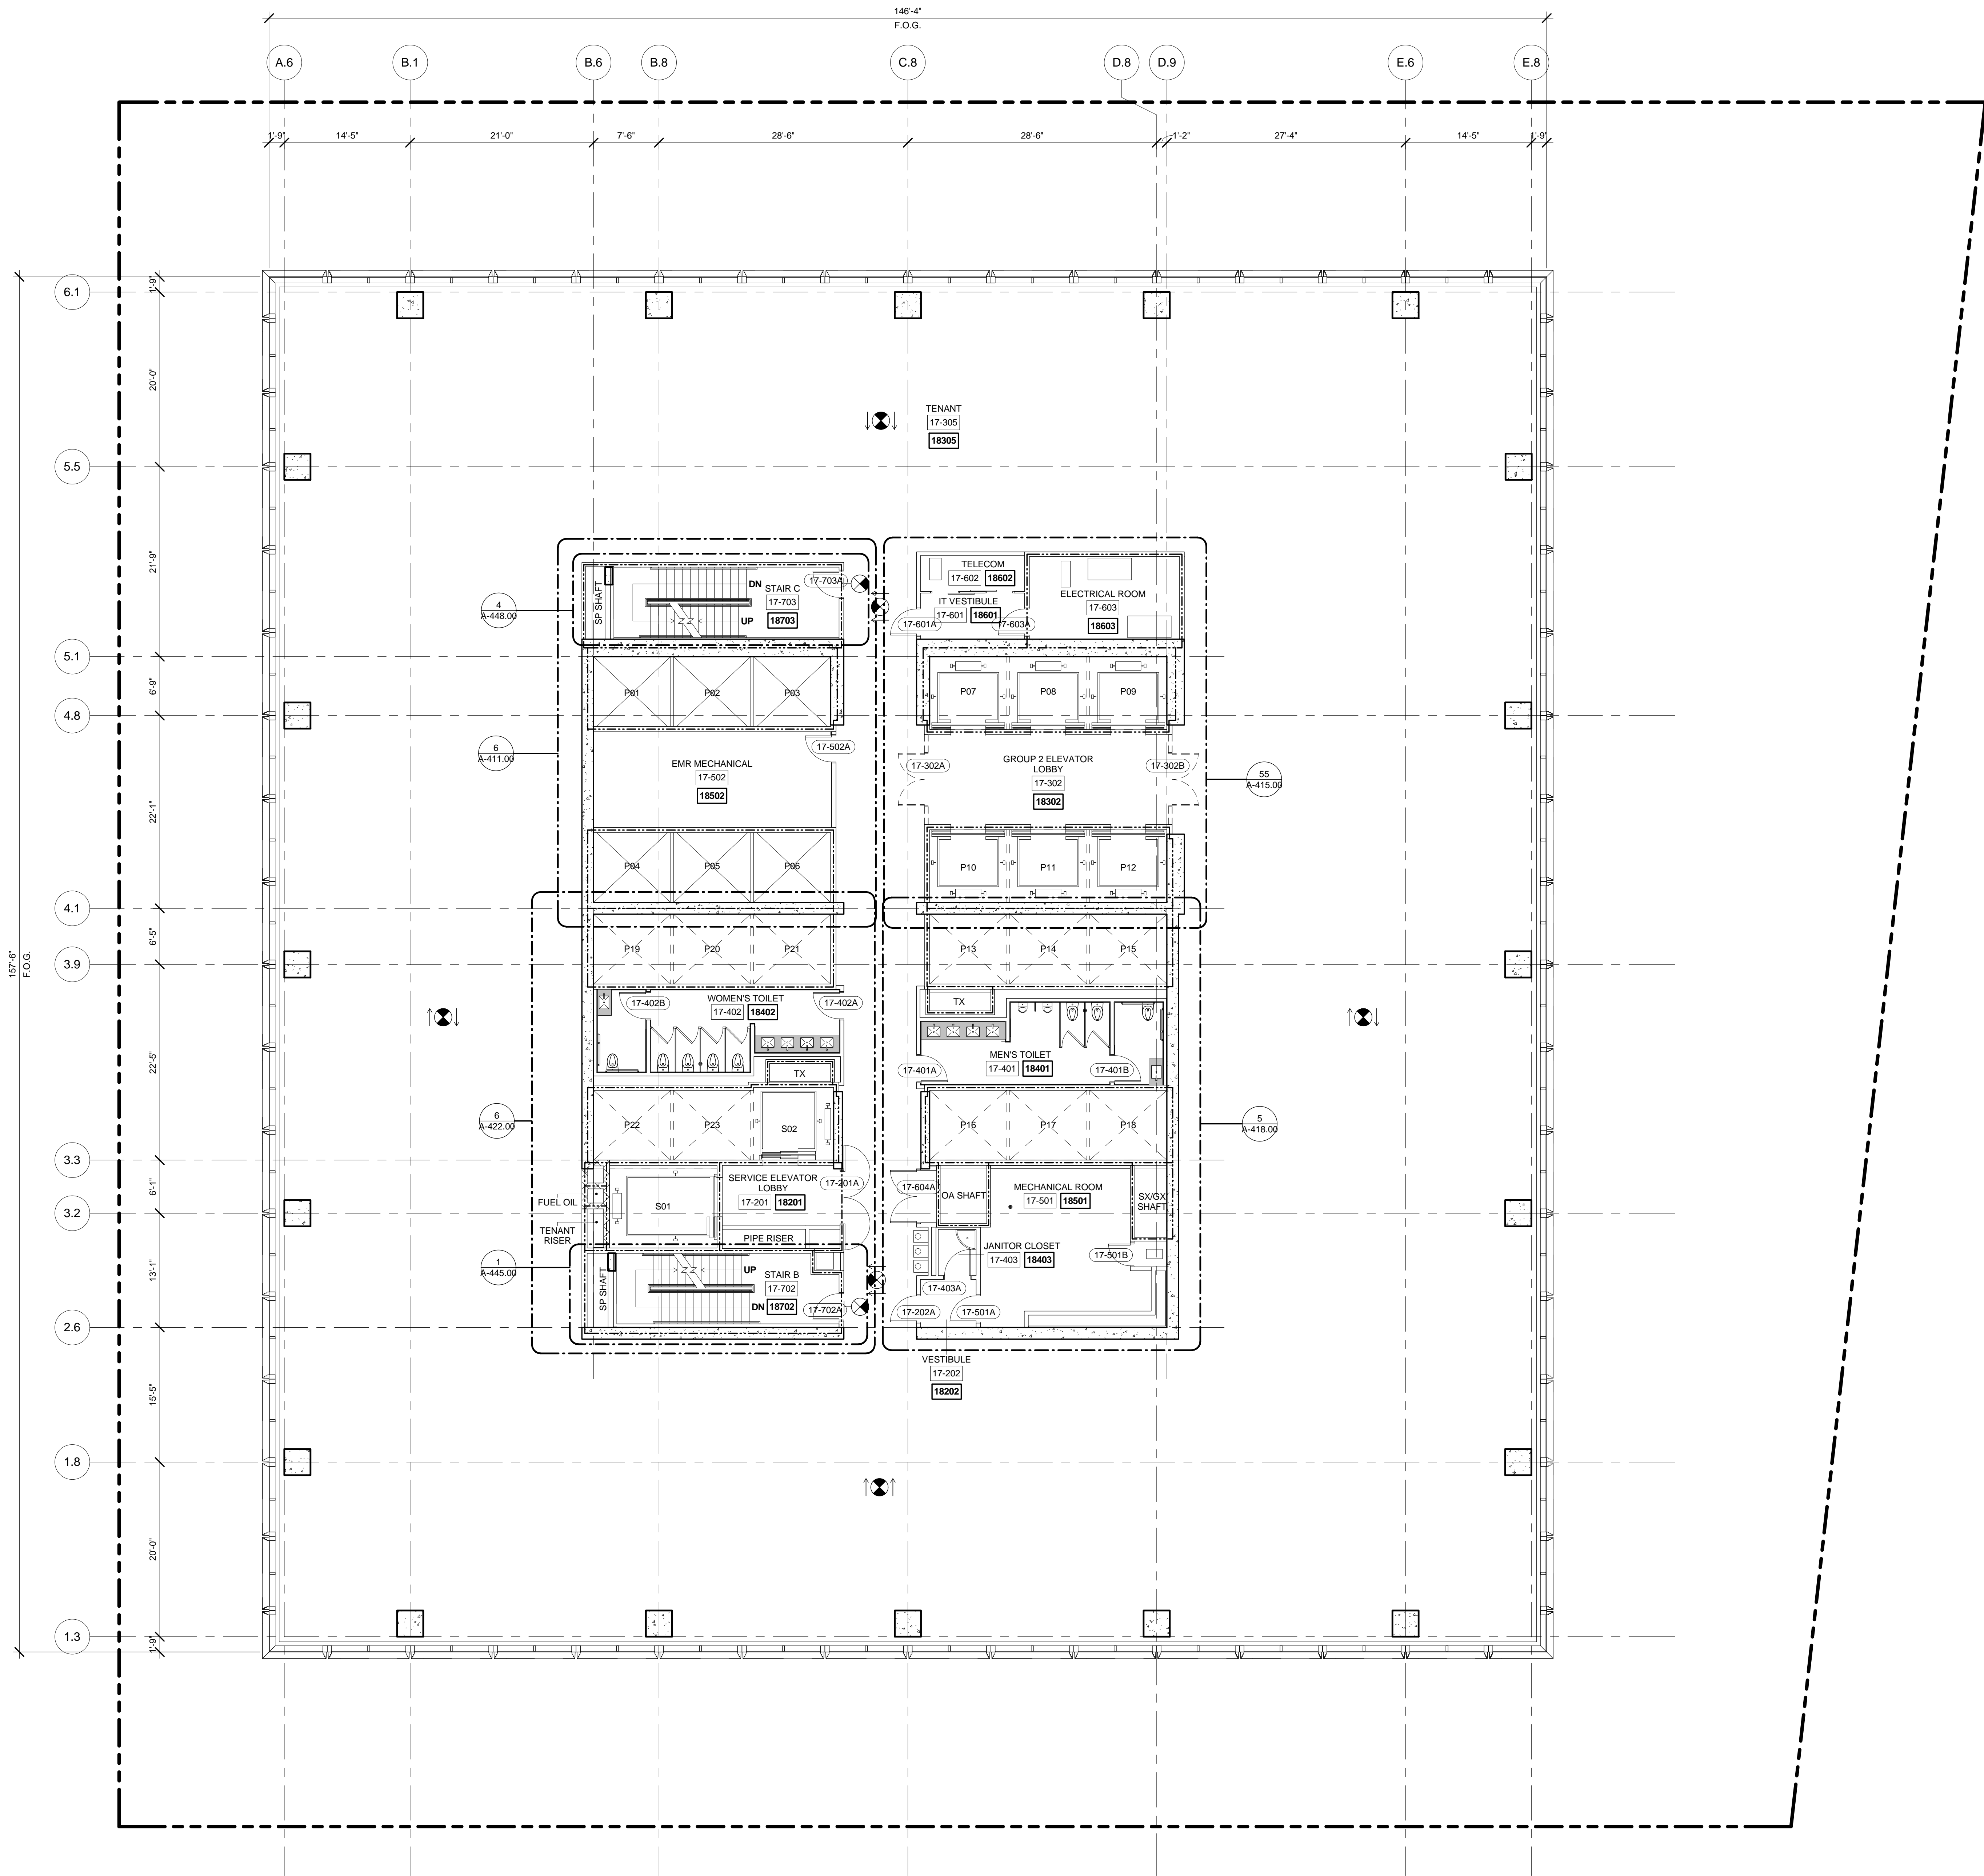 146'-4"
F.O.G.
A.6
B.1
B.6
B.8
C.8
D.8
D.9
E.6
E.8
1'-9"
14'-5"
21'-0"
7'-6"
28'-6"
28'-6"
1'-2"
27'-4"
14'-5"
1'-9"
157'-6"
F.O.G.
6.1
5.5
5.1
4.8
4.1
3.9
3.3
3.2
2.6
1.8
1.3
1'-9"
20'-0"
21'-9"
6'-9"
22'-1"
6'-5"
22'-5"
6'-1"
13'-1"
15'-5"
20'-0"
1'-9"
TENANT
17-305
18305
4
A-448.00
SP SHAFT
DN
UP
STAIR C
17-703
18703
17-703A
TELECOM
17-602 18602
IT VESTIBULE
17-601 18601
17-601A
17-603A
ELECTRICAL ROOM
17-603
18603
P01
P02
P03
P07
P08
P09
6
A-411.00
EMR MECHANICAL
17-502
18502
17-502A
17-302A
GROUP 2 ELEVATOR
LOBBY
17-302
18302
17-302B
55
A-415.00
P04
P05
P06
P10
P11
P12
P19
P20
P21
P13
P14
P15
17-402B
WOMEN'S TOILET
17-402 18402
17-402A
TX
TX
MEN'S TOILET
17-401 18401
17-401A
17-401B
6
A-422.00
P22
P23
S02
P16
P17
P18
5
A-418.00
FUEL OIL
TENANT
RISER
S01
SERVICE ELEVATOR
LOBBY
17-201 18201
17-201A
PIPE RISER
17-604A
OA SHAFT
MECHANICAL ROOM
17-501 18501
SX/GX
SHAFT
JANITOR CLOSET
17-403 18403
17-501B
17-403A
17-202A
17-501A
1
A-445.00
SP SHAFT
UP
DN
STAIR B
17-702
18702
17-702A
VESTIBULE
17-202
18202